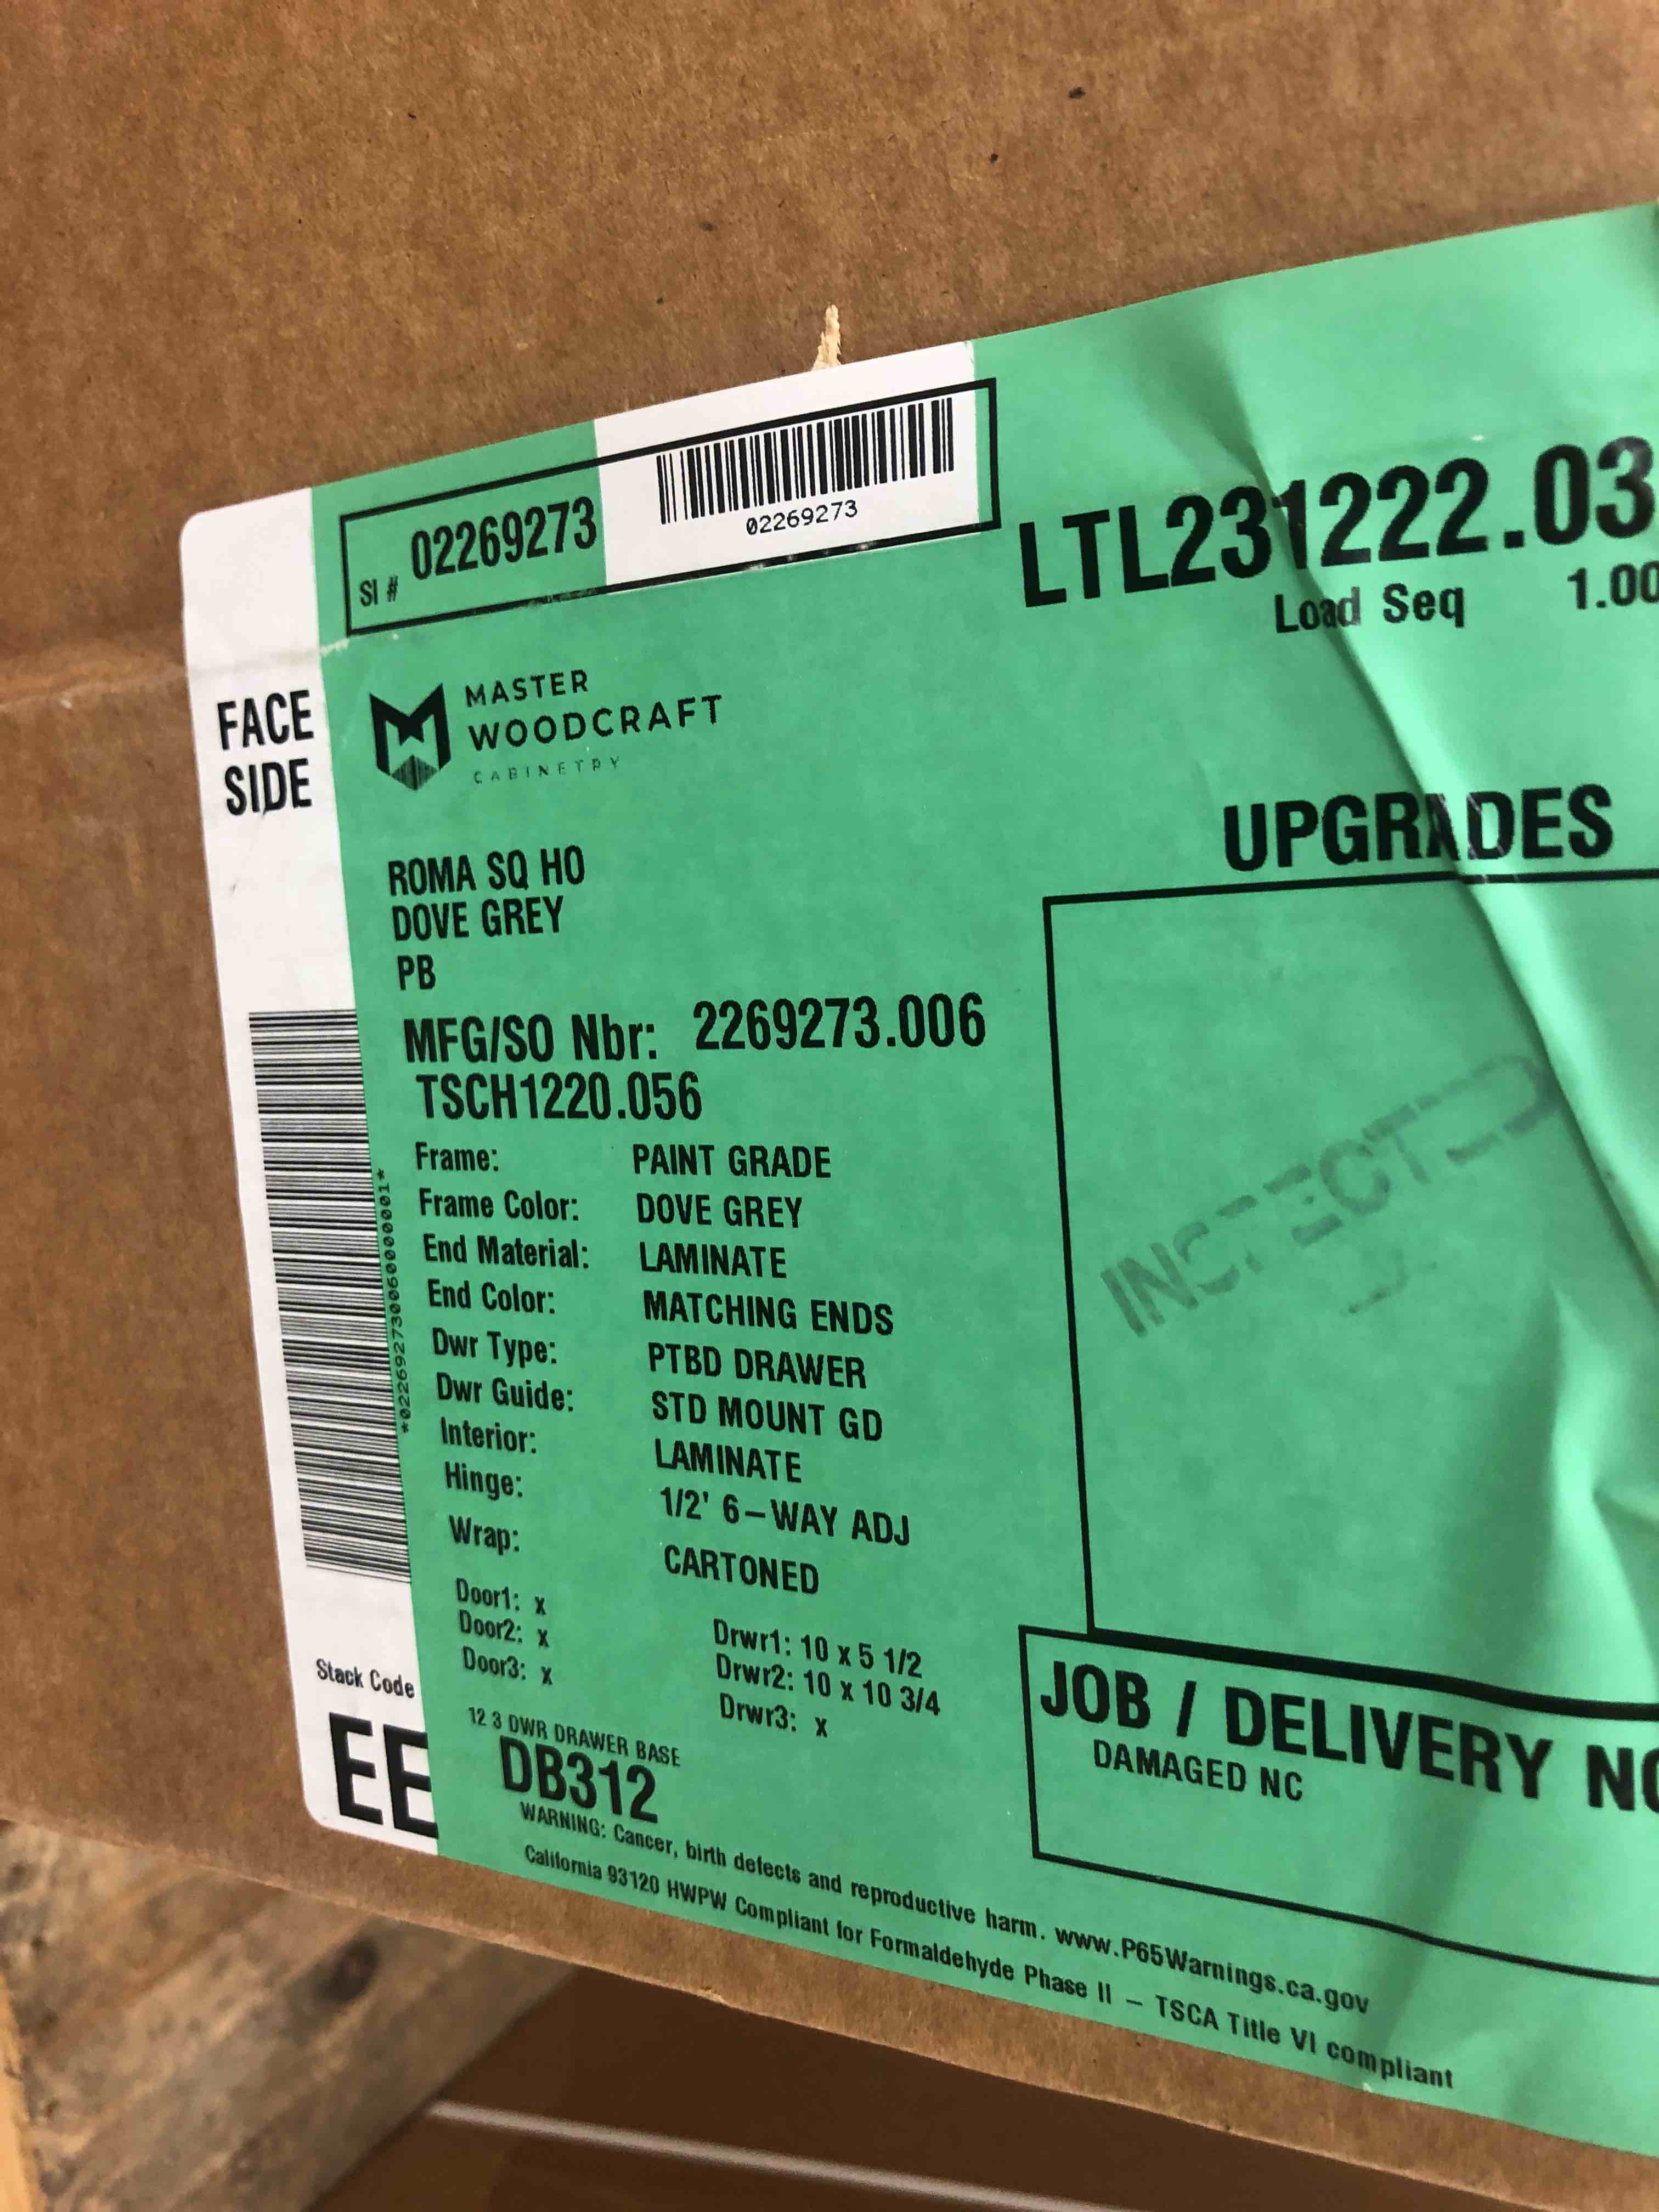 SI # 02269273
02269273
LTL231222.03
Load Seq 1.00
FACE
SIDE
MASTER
WOODCRAFT
CABINETRY
UPGRADES
ROMA SQ HO
DOVE GREY
PB
MFG/SO Nbr: 2269273.006
TSCH1220.056
Frame: PAINT GRADE
Frame Color: DOVE GREY
End Material: LAMINATE
End Color: MATCHING ENDS
Dwr Type: PTBD DRAWER
Dwr Guide: STD MOUNT GD
Interior: LAMINATE
Hinge: 1/2' 6-WAY ADJ
Wrap: CARTONED
INSPECTED
Door1: x
Door2: x
Door3: x
Drwr1: 10 x 5 1/2
Drwr2: 10 x 10 3/4
Drwr3: x
Stack Code
EE
12 3 DWR DRAWER BASE
DB312
JOB / DELIVERY NO
DAMAGED NC
WARNING: Cancer, birth defects and reproductive harm. www.P65Warnings.ca.gov
California 93120 HWPW Compliant for Formaldehyde Phase II – TSCA Title VI compliant